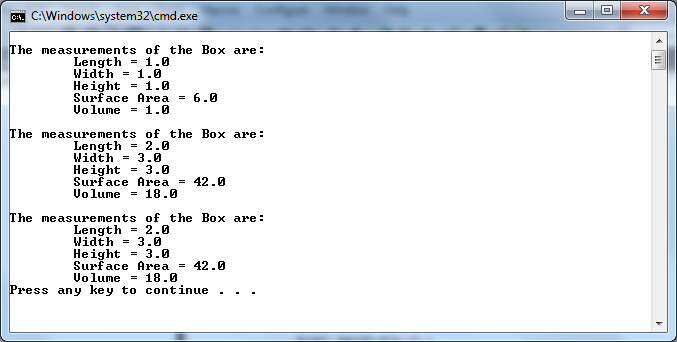 C:\Windows\system32\cmd.exe
The measurements of the Box are:
Length = 1.0
Width = 1.0
Height = 1.0
Surface Area = 6.0
Volume = 1.0
The measurements of the Box are:
Length = 2.0
Width = 3.0
Height = 3.0
Surface Area = 42.0
Volume = 18.0
The measurements of the Box are:
Length = 2.0
Width = 3.0
Height = 3.0
Surface Area = 42.0
Volume = 18.0
Press any key to continue . . .